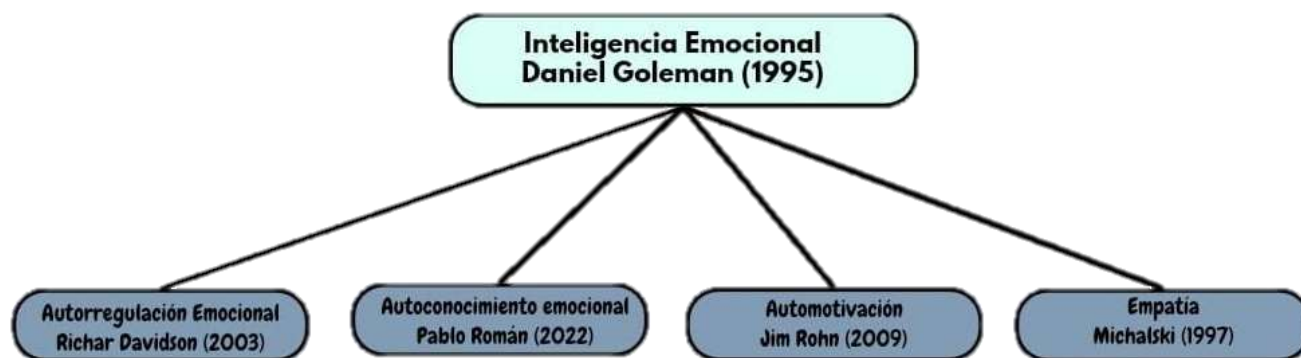 Inteligencia Emocional
Daniel Goleman (1995)
Autorregulación Emocional
Richar Davidson (2003)
Autoconocimiento emocional
Pablo Román (2022)
Automotivación
Jim Rohn (2009)
Empatía
Michalski (1997)